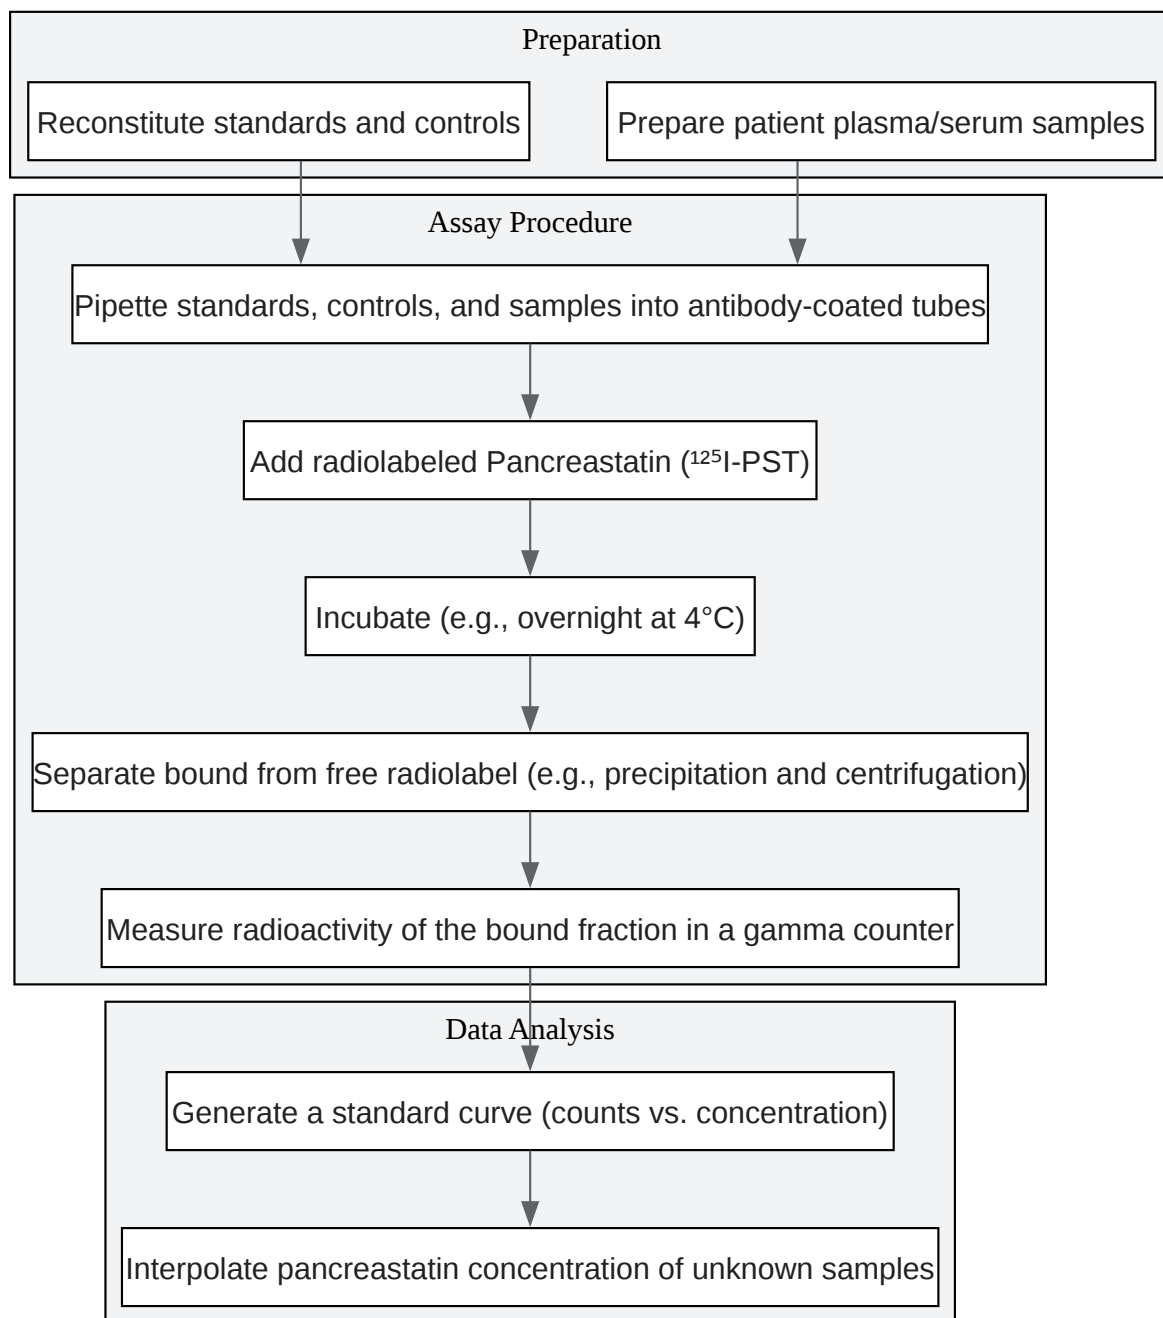 Preparation
Reconstitute standards and controls
Prepare patient plasma/serum samples
Assay Procedure
Pipette standards, controls, and samples into antibody-coated tubes
Add radiolabeled Pancreastatin (¹²⁵I-PST)
Incubate (e.g., overnight at 4°C)
Separate bound from free radiolabel (e.g., precipitation and centrifugation)
Measure radioactivity of the bound fraction in a gamma counter
Data Analysis
Generate a standard curve (counts vs. concentration)
Interpolate pancreastatin concentration of unknown samples